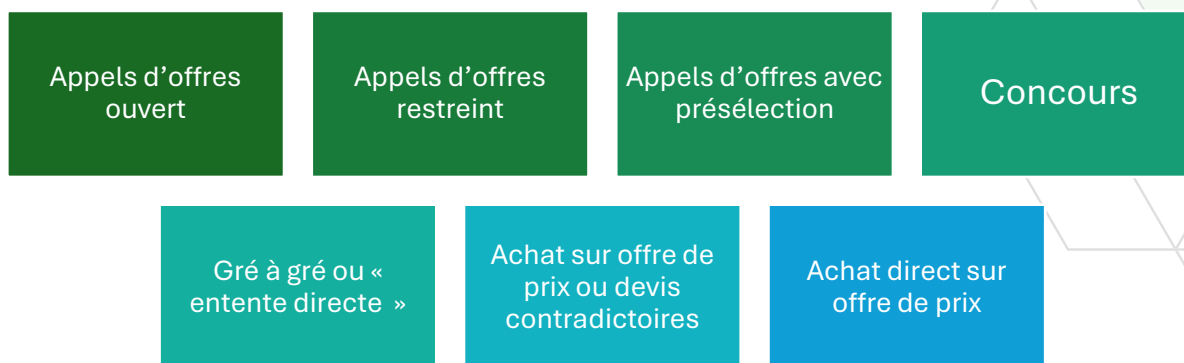 Appels d’offres
ouvert
Appels d’offres
restreint
Appels d’offres avec
présélection
Concours
Gré à gré ou «
entente directe »
Achat sur offre de
prix ou devis
contradictoires
Achat direct sur
offre de prix